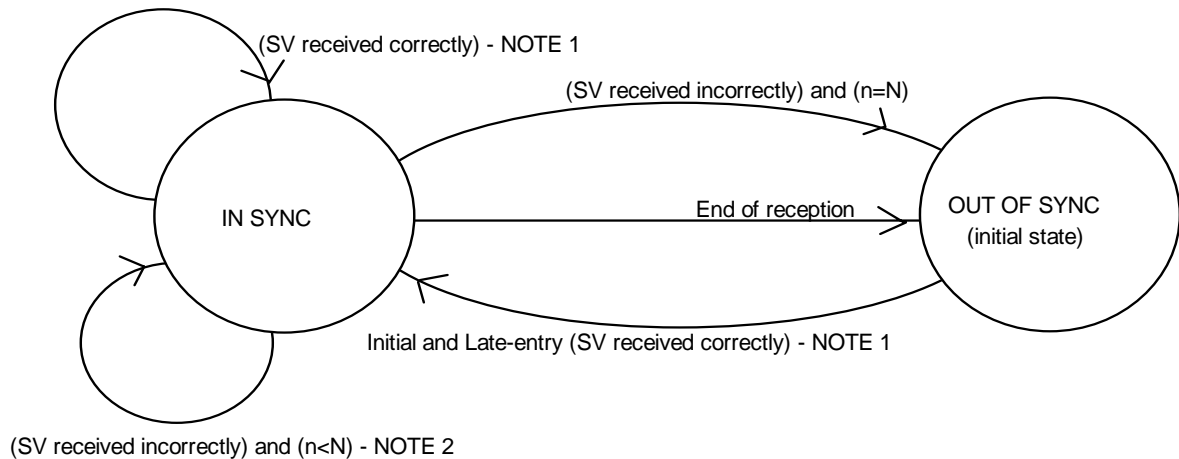 (SV received correctly) - NOTE 1
(SV received incorrectly) and (n=N)
IN SYNC
End of reception
OUT OF SYNC
(initial state)
Initial and Late-entry (SV received correctly) - NOTE 1
(SV received incorrectly) and (n<N) - NOTE 2